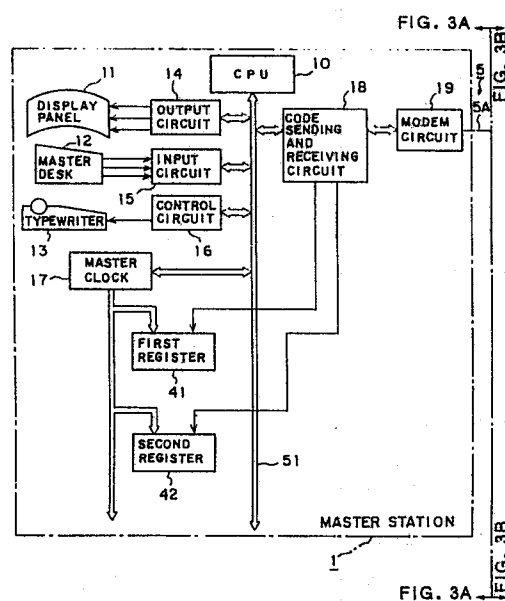 FIG. 3A
FIG. 3B
11
14
CPU
10
18
19
5
5A
DISPLAY
PANEL
OUTPUT
CIRCUIT
CODE
SENDING
AND
RECEIVING
CIRCUIT
MODEM
CIRCUIT
12
MASTER
DESK
INPUT
CIRCUIT
15
TYPEWRITER
CONTROL
CIRCUIT
13
16
17
MASTER
CLOCK
FIRST
REGISTER
41
SECOND
REGISTER
42
51
MASTER STATION
1
FIG. 3A
FIG. 3B